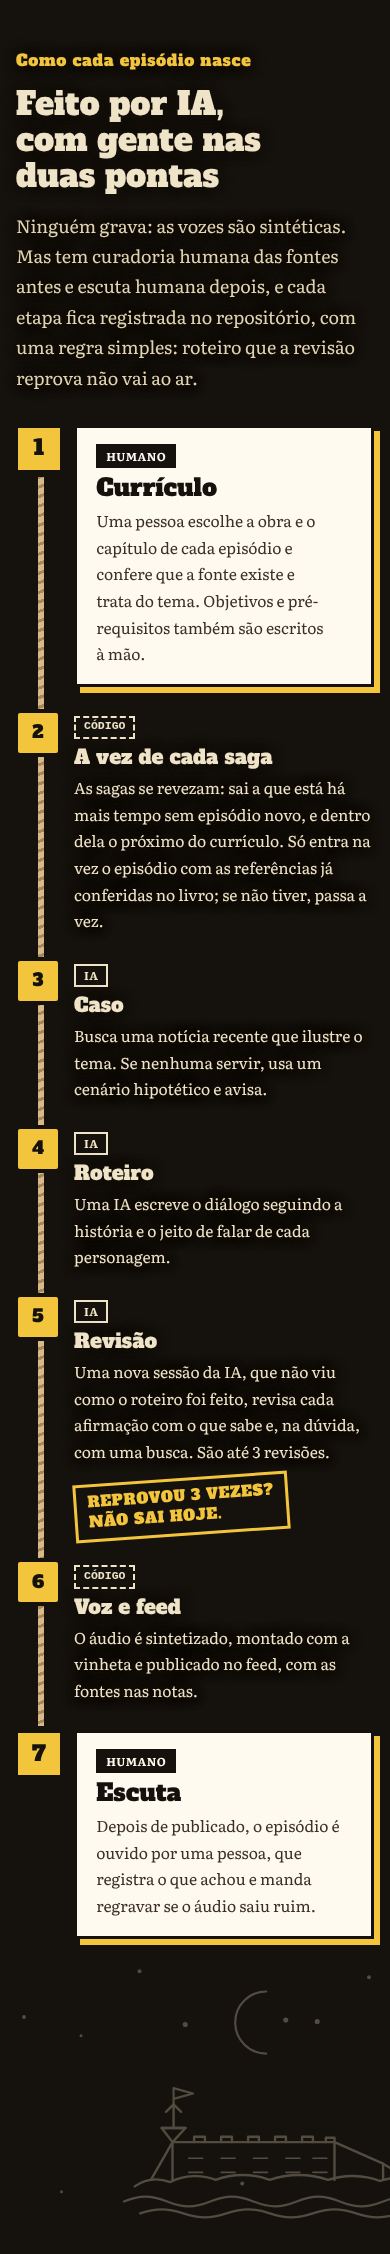 Como cada episódio nasce
Feito por IA,
com gente nas
duas pontas
Ninguém grava: as vozes são sintéticas.
Mas tem curadoria humana das fontes
antes e escuta humana depois, e cada
etapa fica registrada no repositório, com
uma regra simples: roteiro que a revisão
reprova não vai ao ar.
1
HUMANO
Currículo
Uma pessoa escolhe a obra e o
capítulo de cada episódio e
confere que a fonte existe e
trata do tema. Objetivos e pré-
requisitos também são escritos
à mão.
2
CÓDIGO
A vez de cada saga
As sagas se revezam: sai a que está há
mais tempo sem episódio novo, e dentro
dela o próximo do currículo. Só entra na
vez o episódio com as referências já
conferidas no livro; se não tiver, passa a
vez.
3
IA
Caso
Busca uma notícia recente que ilustre o
tema. Se nenhuma servir, usa um
cenário hipotético e avisa.
4
IA
Roteiro
Uma IA escreve o diálogo seguindo a
história e o jeito de falar de cada
personagem.
5
IA
Revisão
Uma nova sessão da IA, que não viu
como o roteiro foi feito, revisa cada
afirmação com o que sabe e, na dúvida,
com uma busca. São até 3 revisões.
REPROVOU 3 VEZES?
NÃO SAI HOJE.
6
CÓDIGO
Voz e feed
O áudio é sintetizado, montado com a
vinheta e publicado no feed, com as
fontes nas notas.
7
HUMANO
Escuta
Depois de publicado, o episódio é
ouvido por uma pessoa, que
registra o que achou e manda
regravar se o áudio saiu ruim.